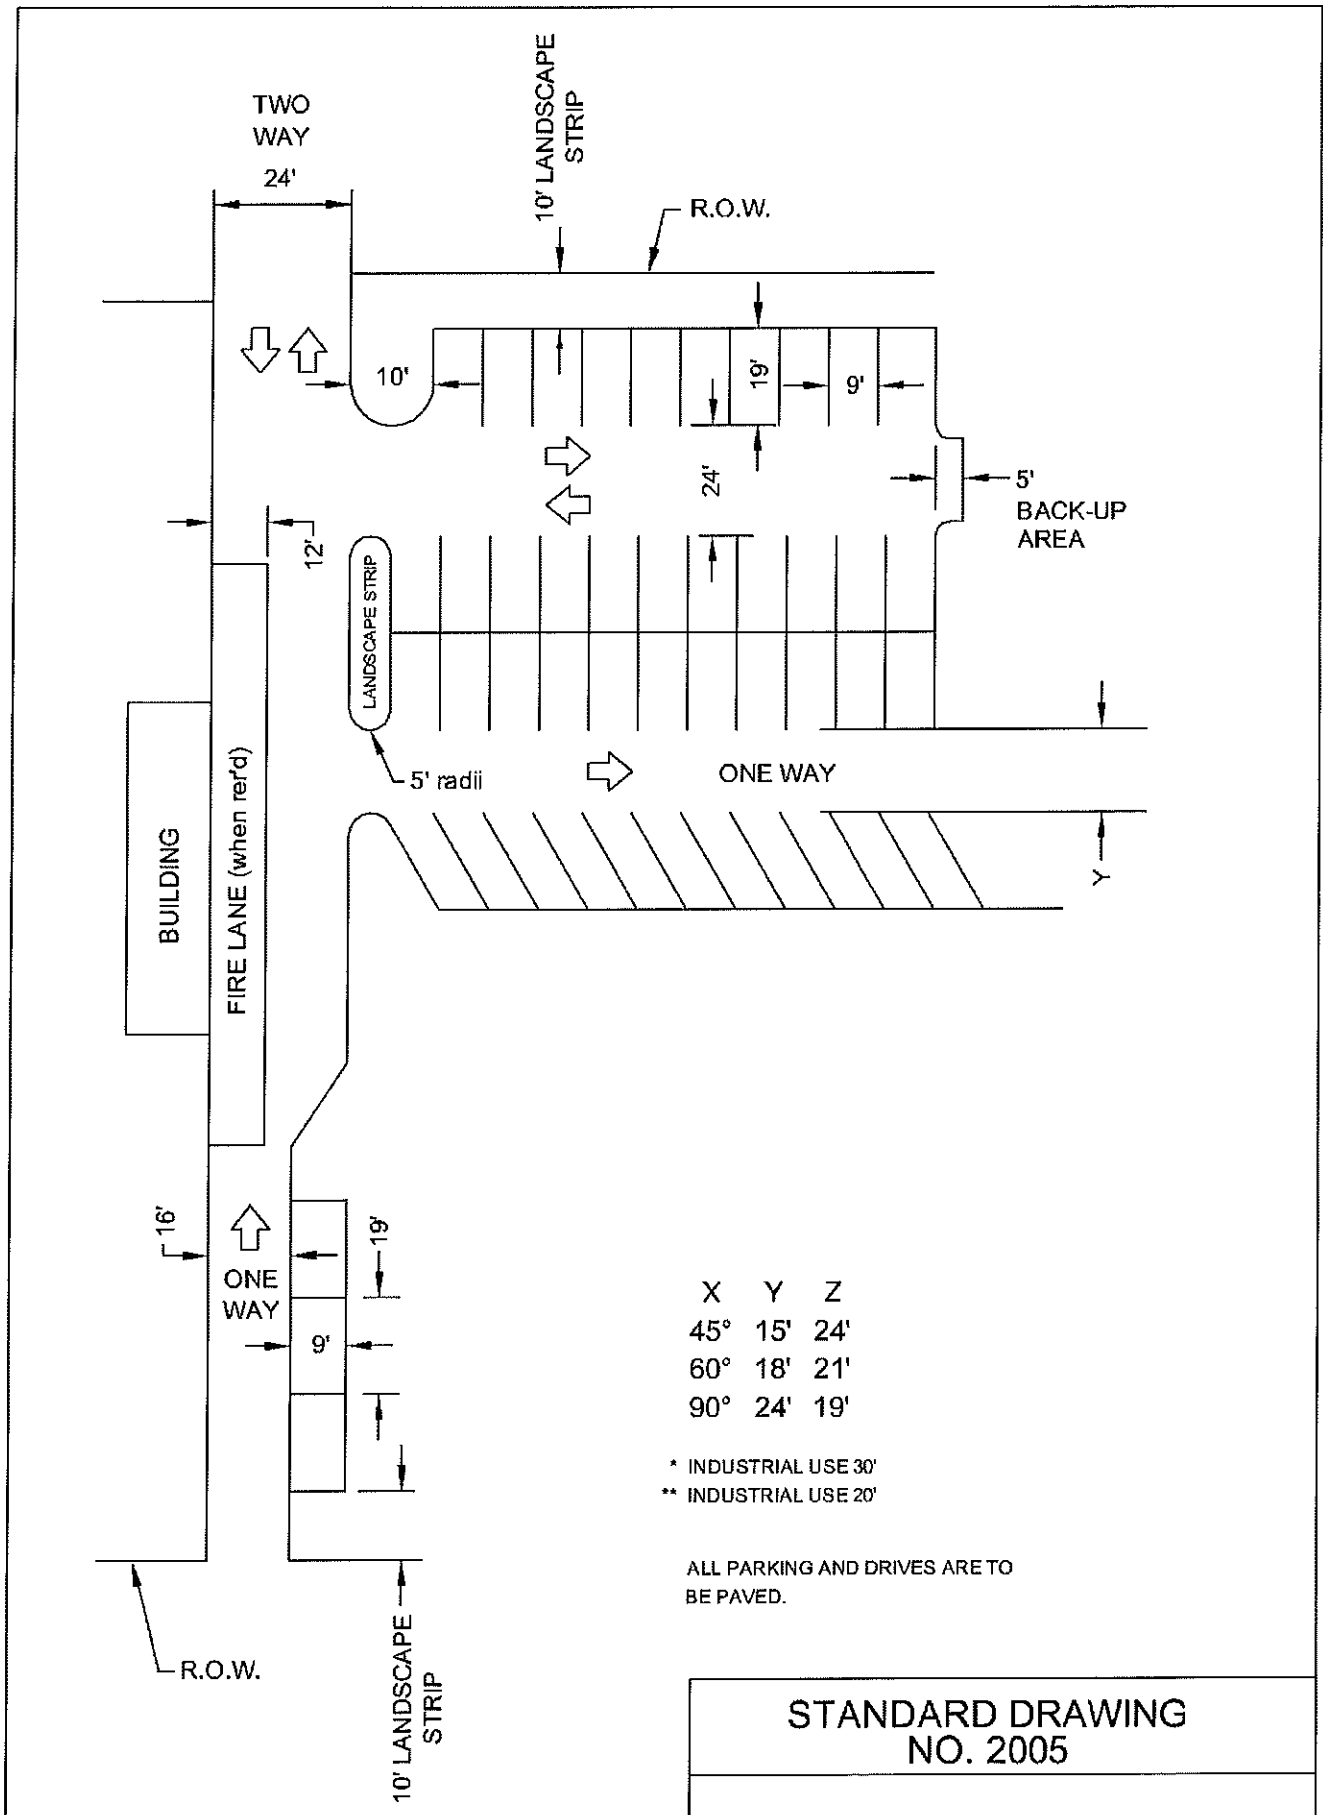 TWO
WAY
24'
10' LANDSCAPE
STRIP
R.O.W.
10'
19'
9'
24'
5'
BACK-UP
AREA
12'
LANDSCAPE STRIP
5' radii
ONE WAY
Y
BUILDING
FIRE LANE (when rer'd)
16'
ONE
WAY
19'
9'
X Y Z
45° 15' 24'
60° 18' 21'
90° 24' 19'
* INDUSTRIAL USE 30'
** INDUSTRIAL USE 20'
ALL PARKING AND DRIVES ARE TO
BE PAVED.
R.O.W.
10' LANDSCAPE
STRIP
STANDARD DRAWING
NO. 2005